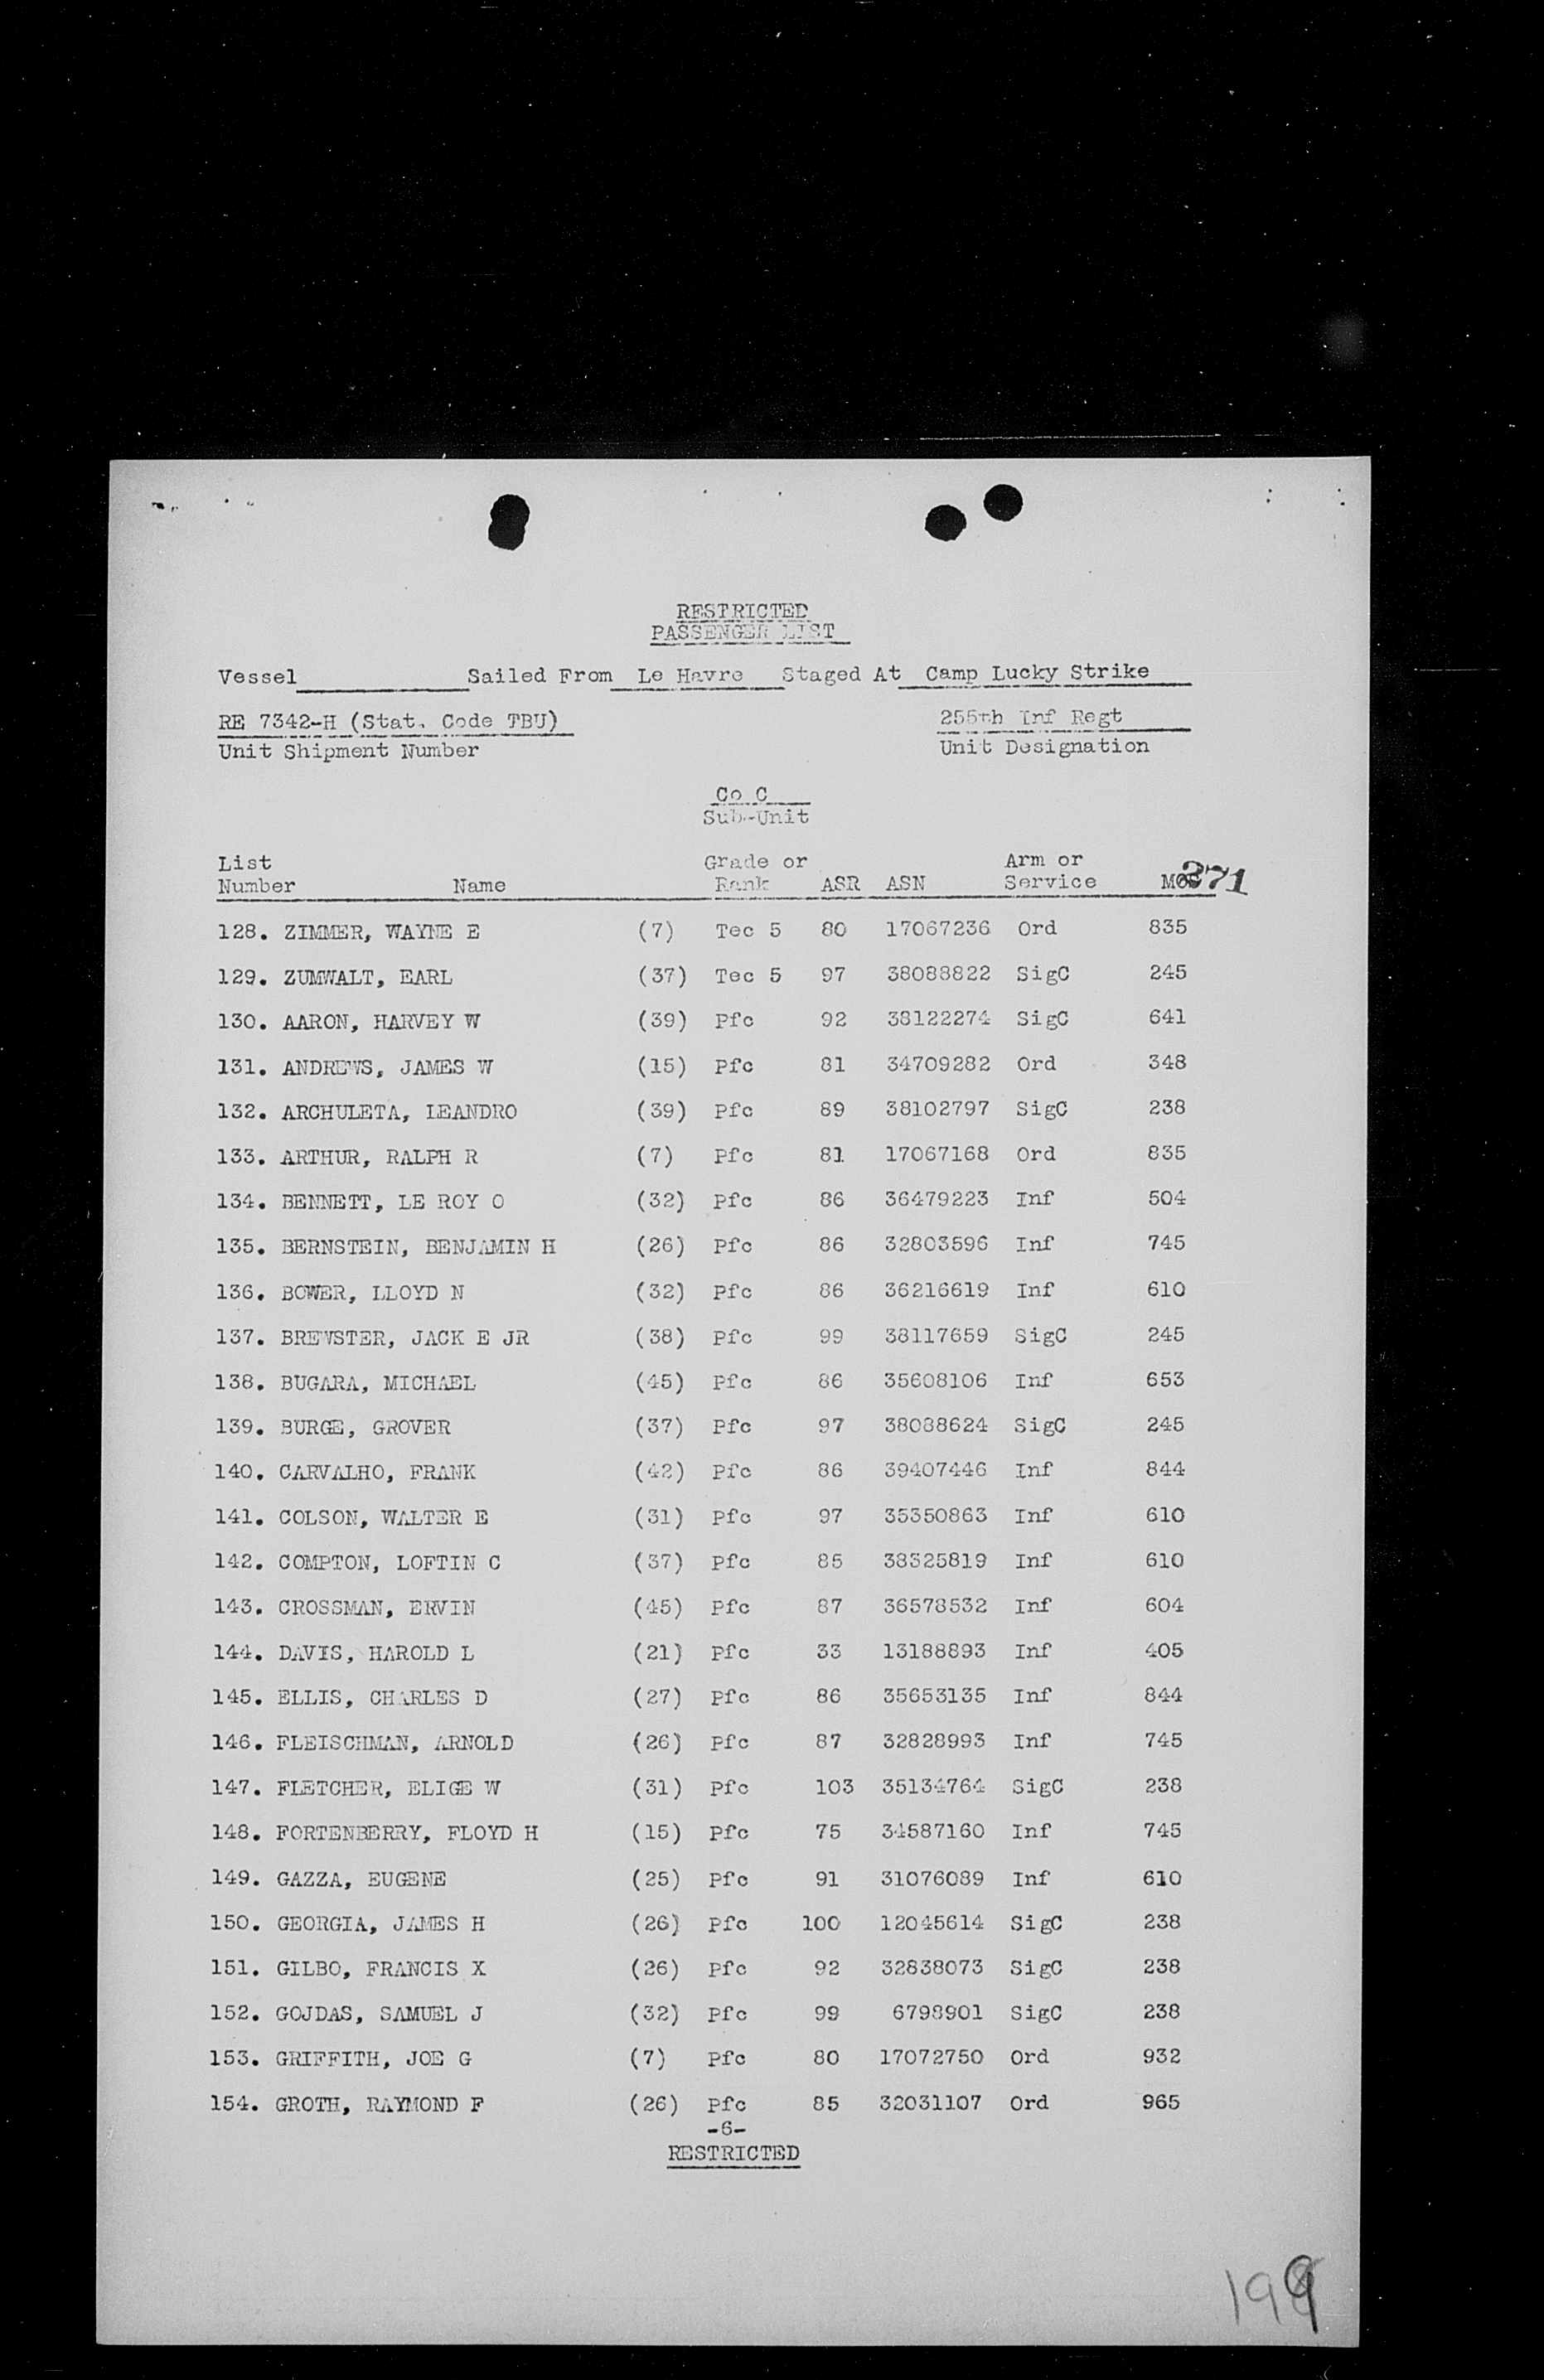 RESTRICTED
PASSENGER LIST
Vessel Sailed From Le Havre Staged At Camp Lucky Strike
RE 7342-H (Stat. Code TBU) 255th Inf Regt
Unit Shipment Number Unit Designation
Co C
Sub-Unit
List Grade or Arm or
Number Name Rank ASR ASN Service MOS 271
128. ZIMMER, WAYNE E (7) Tec 5 80 17067236 Ord 835
129. ZUMWALT, EARL (37) Tec 5 97 38088822 SigC 245
130. AARON, HARVEY W (39) Pfc 92 38122274 SigC 641
131. ANDREWS, JAMES W (15) Pfc 81 34709282 Ord 348
132. ARCHULETA, LEANDRO (39) Pfc 89 38102797 SigC 238
133. ARTHUR, RALPH R (7) Pfc 81 17067168 Ord 835
134. BENNETT, LE ROY O (32) Pfc 86 36479223 Inf 504
135. BERNSTEIN, BENJAMIN H (26) Pfc 86 32803596 Inf 745
136. BOWER, LLOYD N (32) Pfc 86 36216619 Inf 610
137. BREWSTER, JACK E JR (38) Pfc 99 38117659 SigC 245
138. BUGARA, MICHAEL (45) Pfc 86 35608106 Inf 653
139. BURGE, GROVER (37) Pfc 97 38088624 SigC 245
140. CARVALHO, FRANK (42) Pfc 86 39407446 Inf 844
141. COLSON, WALTER E (31) Pfc 97 35350863 Inf 610
142. COMPTON, LOFTIN C (37) Pfc 85 38325819 Inf 610
143. CROSSMAN, ERVIN (45) Pfc 87 36578532 Inf 604
144. DAVIS, HAROLD L (21) Pfc 33 13188893 Inf 405
145. ELLIS, CHARLES D (27) Pfc 86 35653135 Inf 844
146. FLEISCHMAN, ARNOLD (26) Pfc 87 32828993 Inf 745
147. FLETCHER, ELIGE W (31) Pfc 103 35134764 SigC 238
148. FORTENBERRY, FLOYD H (15) Pfc 75 34587160 Inf 745
149. GAZZA, EUGENE (25) Pfc 91 31076089 Inf 610
150. GEORGIA, JAMES H (26) Pfc 100 12045614 SigC 238
151. GILBO, FRANCIS X (26) Pfc 92 32838073 SigC 238
152. GOJDAS, SAMUEL J (32) Pfc 99 6798901 SigC 238
153. GRIFFITH, JOE G (7) Pfc 80 17072750 Ord 932
154. GROTH, RAYMOND F (26) Pfc 85 32031107 Ord 965
-6-
RESTRICTED
199